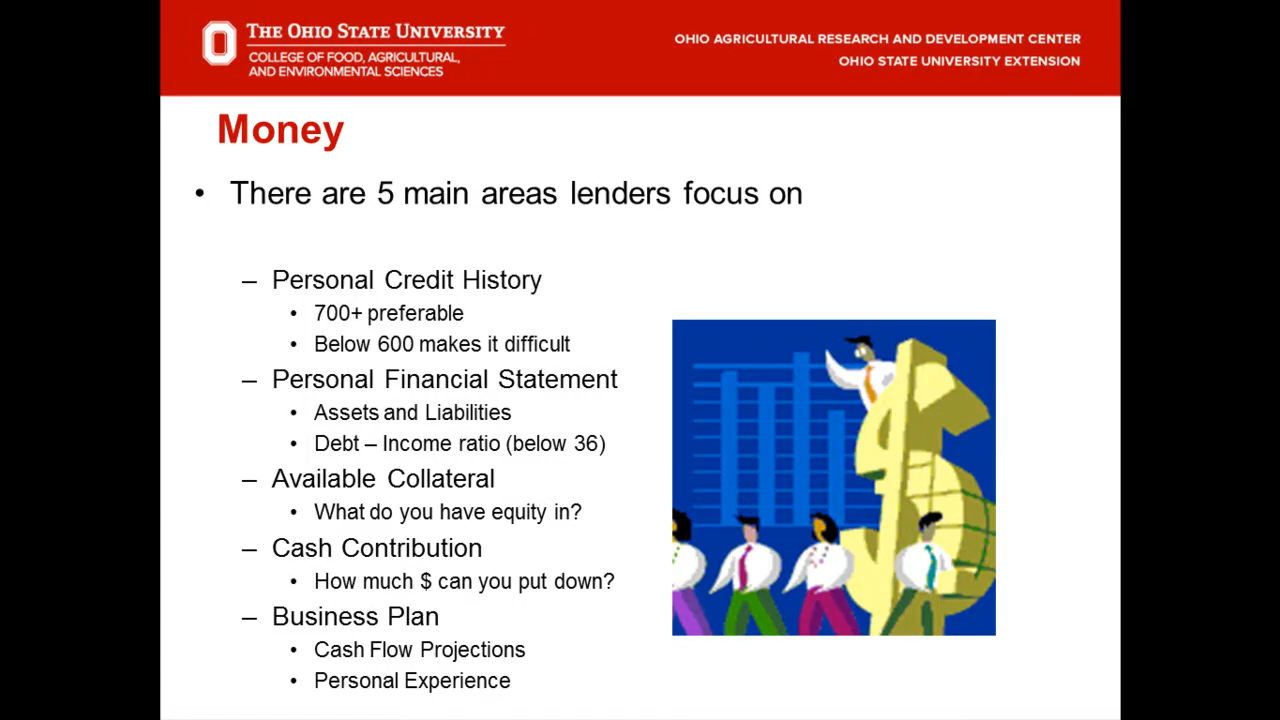 THE OHIO STATE UNIVERSITY
COLLEGE OF FOOD, AGRICULTURAL,
AND ENVIRONMENTAL SCIENCES
OHIO AGRICULTURAL RESEARCH AND DEVELOPMENT CENTER
OHIO STATE UNIVERSITY EXTENSION
Money
• There are 5 main areas lenders focus on
– Personal Credit History
• 700+ preferable
• Below 600 makes it difficult
– Personal Financial Statement
• Assets and Liabilities
• Debt – Income ratio (below 36)
– Available Collateral
• What do you have equity in?
– Cash Contribution
• How much $ can you put down?
– Business Plan
• Cash Flow Projections
• Personal Experience